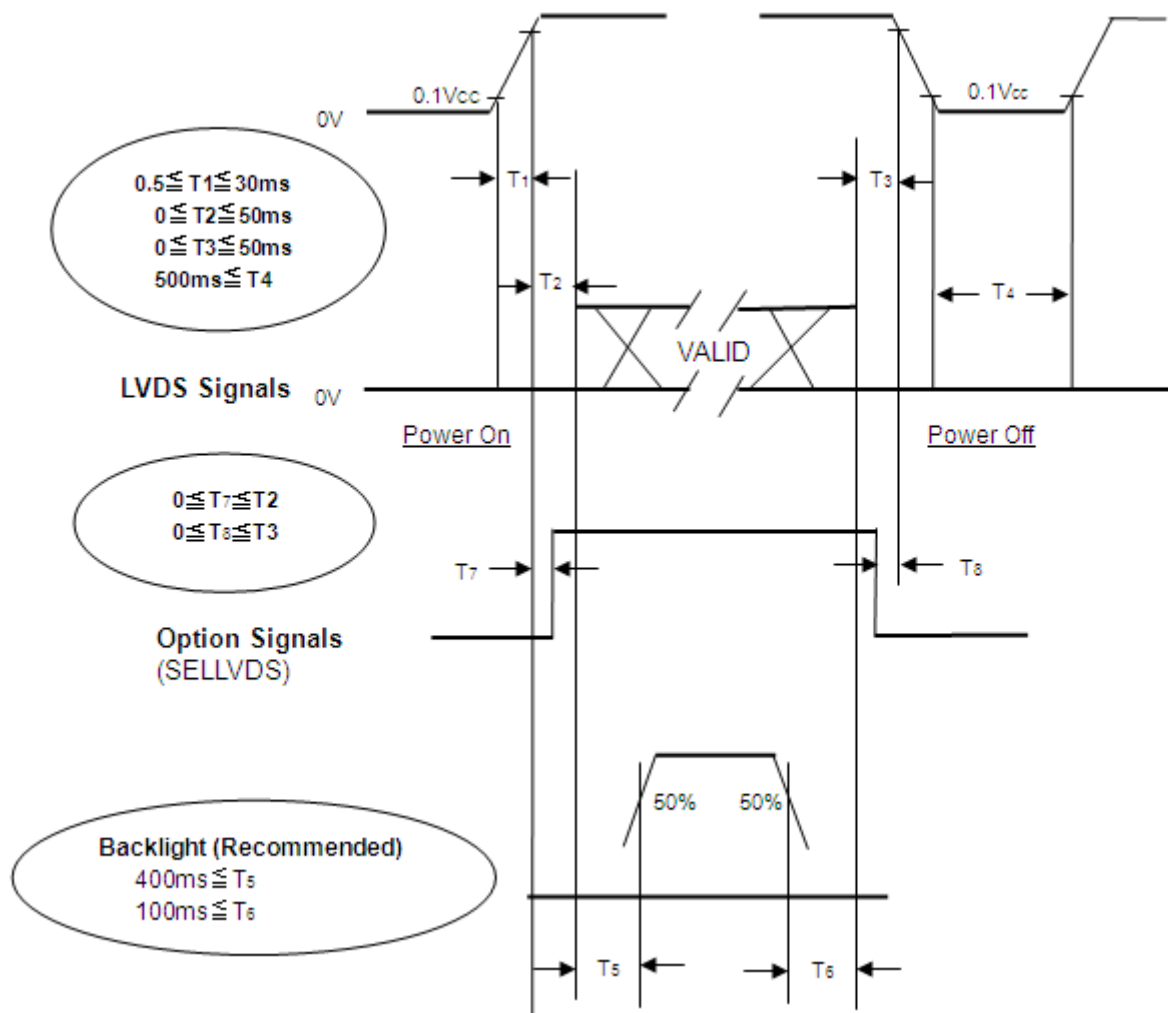 0.1Vcc
0.1Vcc
0V
0.5≦T1≦30ms
0≦T2≦50ms
0≦T3≦50ms
500ms≦T4
T1
T3
T2
T4
VALID
LVDS Signals
0V
Power On
Power Off
0≦T7≦T2
0≦T8≦T3
T7
T8
Option Signals
(SELLVDS)
50%
50%
Backlight (Recommended)
400ms≦T5
100ms≦T6
T5
T6